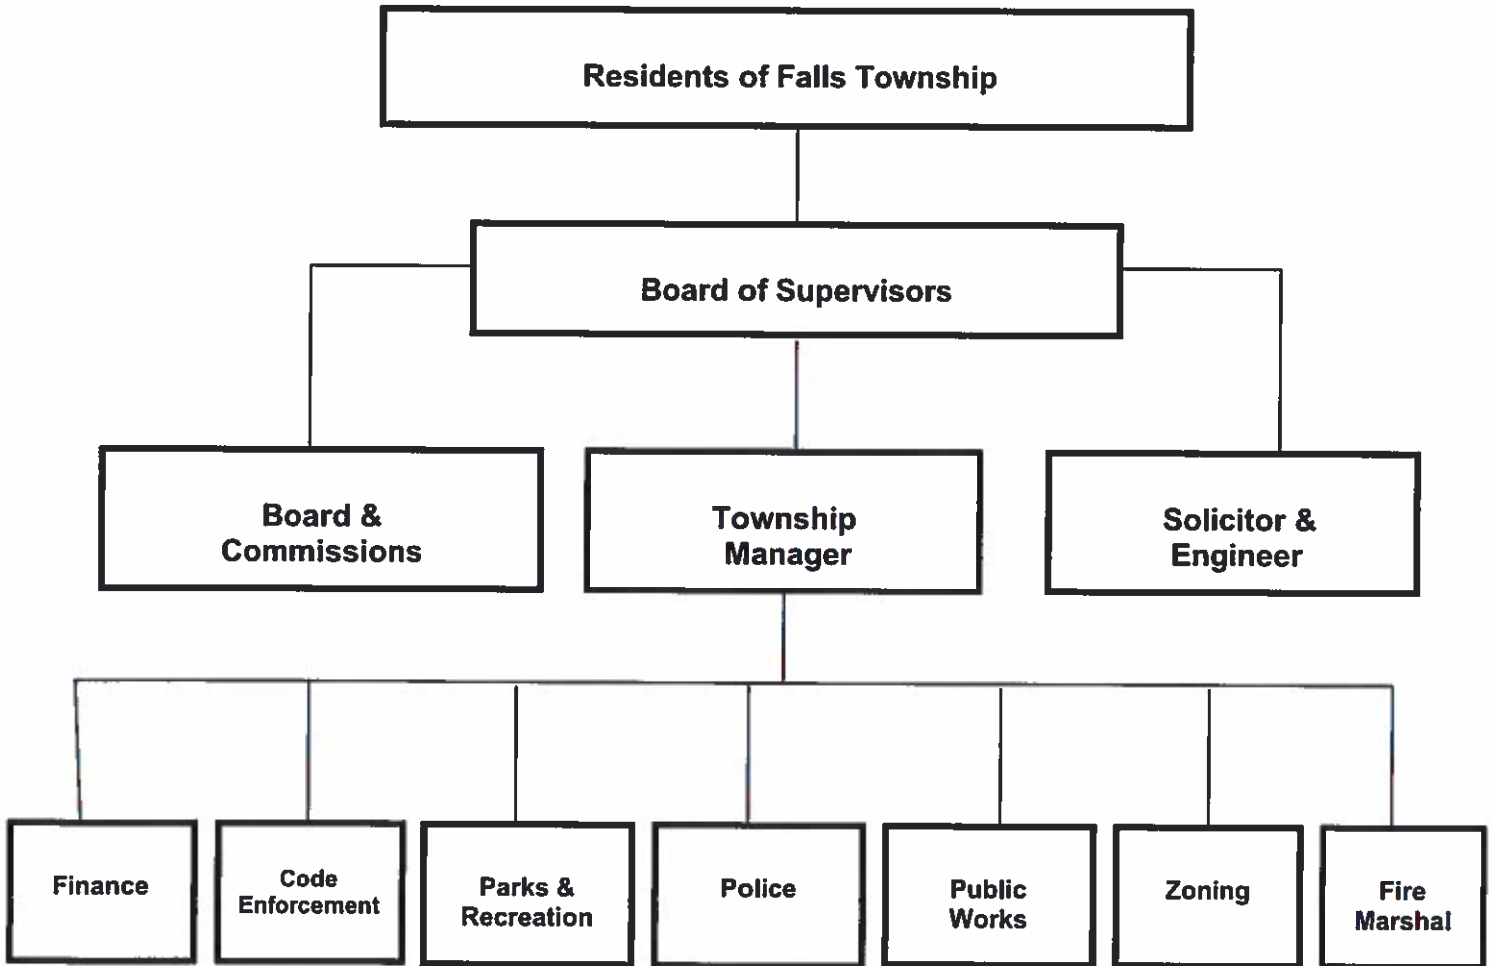 Residents of Falls Township
Board of Supervisors
Board &
Commissions
Township
Manager
Solicitor &
Engineer
Finance
Code
Enforcement
Parks &
Recreation
Police
Public
Works
Zoning
Fire
Marshal